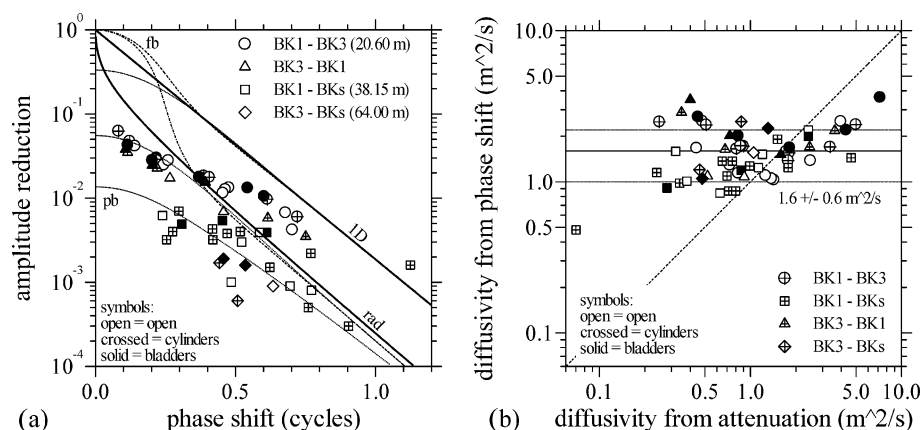 10^0
10^-1
10^-2
10^-3
10^-4
amplitude reduction
fb
pb
1D
rad
BK1 - BK3 (20.60 m)
BK3 - BK1
BK1 - BKs (38.15 m)
BK3 - BKs (64.00 m)
symbols:
open = open
crossed = cylinders
solid = bladders
0.0 0.5 1.0
(a) phase shift (cycles)
10.0
5.0
1.0
0.5
0.1
diffusivity from phase shift (m^2/s)
1.6 +/- 0.6 m^2/s
BK1 - BK3
BK1 - BKs
BK3 - BK1
BK3 - BKs
symbols:
open = open
crossed = cylinders
solid = bladders
0.1 0.5 1.0 5.0 10.0
(b) diffusivity from attenuation (m^2/s)